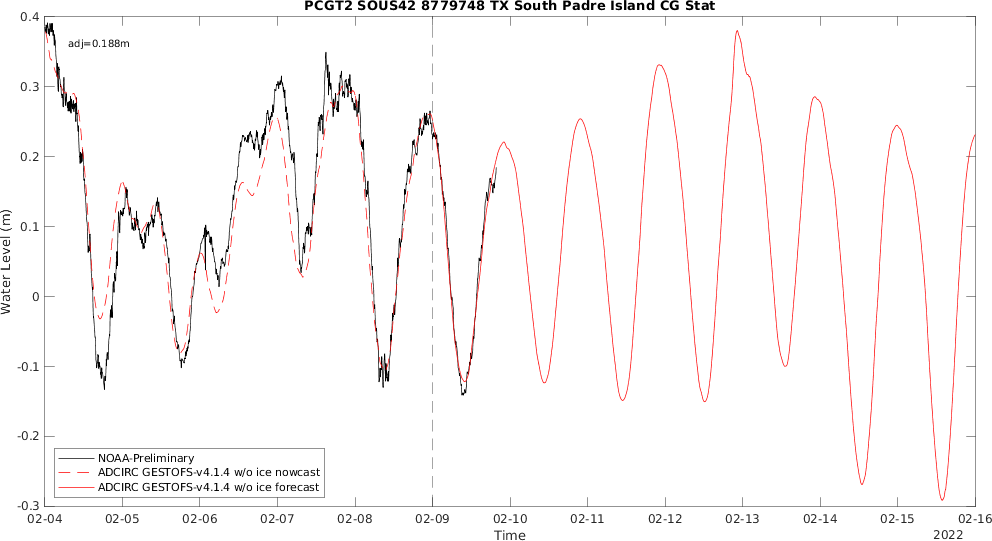 PCGT2 SOUS42 8779748 TX South Padre Island CG Stat
adj=0.188m
0.4
0.3
0.2
0.1
0
-0.1
-0.2
-0.3
Water Level (m)
NOAA-Preliminary
ADCIRC GESTOFS-v4.1.4 w/o ice nowcast
ADCIRC GESTOFS-v4.1.4 w/o ice forecast
02-04 02-05 02-06 02-07 02-08 02-09 02-10 02-11 02-12 02-13 02-14 02-15 02-16
Time
2022